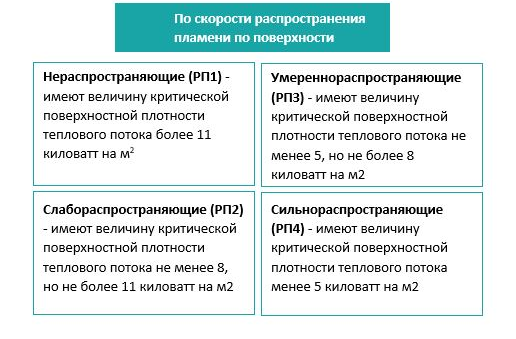 По скорости распространения
пламени по поверхности
Нераспространяющие (РП1) -
имеют величину критической
поверхностной плотности
теплового потока более 11
киловатт на м²
Умереннораспространяющие
(РП3) - имеют величину
критической поверхностной
плотности теплового потока не
менее 5, но не более 8
киловатт на м2
Слабораспространяющие (РП2)
- имеют величину критической
поверхностной плотности
теплового потока не менее 8,
но не более 11 киловатт на м2
Сильнораспространяющие
(РП4) - имеют величину
критической поверхностной
плотности теплового потока
менее 5 киловатт на м2